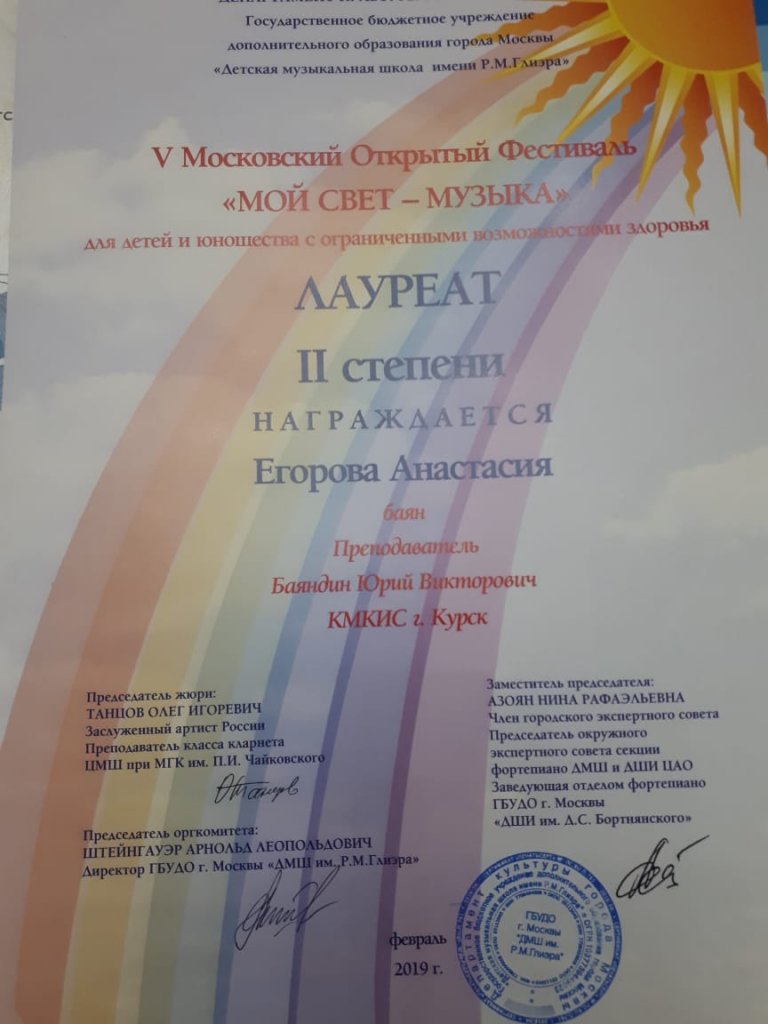 Государственное бюджетное учреждение
дополнительного образования города Москвы
«Детская музыкальная школа имени Р.М.Глиэра»
V Московский Открытый Фестиваль
«МОЙ СВЕТ – МУЗЫКА»
для детей и юношества с ограниченными возможностями здоровья
ЛАУРЕАТ
II степени
НАГРАЖДАЕТСЯ
Егорова Анастасия
баян
Преподаватель
Баяндин Юрий Викторович
КМКИС г. Курск
Председатель жюри:
ТАНЦОВ ОЛЕГ ИГОРЕВИЧ
Заслуженный артист России
Преподаватель класса кларнета
ЦМШ при МГК им. П.И. Чайковского
Заместитель председателя:
АЗОЯН НИНА РАФАЭЛЬЕВНА
Член городского экспертного совета
Председатель окружного
экспертного совета секции
фортепиано ДМШ и ДШИ ЦАО
Заведующая отделом фортепиано
ГБУДО г. Москвы
«ДШИ им. Д.С. Бортнянского»
Председатель оргкомитета:
ШТЕЙНГАУЭР АРНОЛЬД ЛЕОПОЛЬДОВИЧ
Директор ГБУДО г. Москвы «ДМШ им. Р.М.Глиэра»
Департамент культуры города Москвы
ГБУДО
г. Москвы
"ДМШ им.
Р.М.Глиэра"
февраль
2019 г.